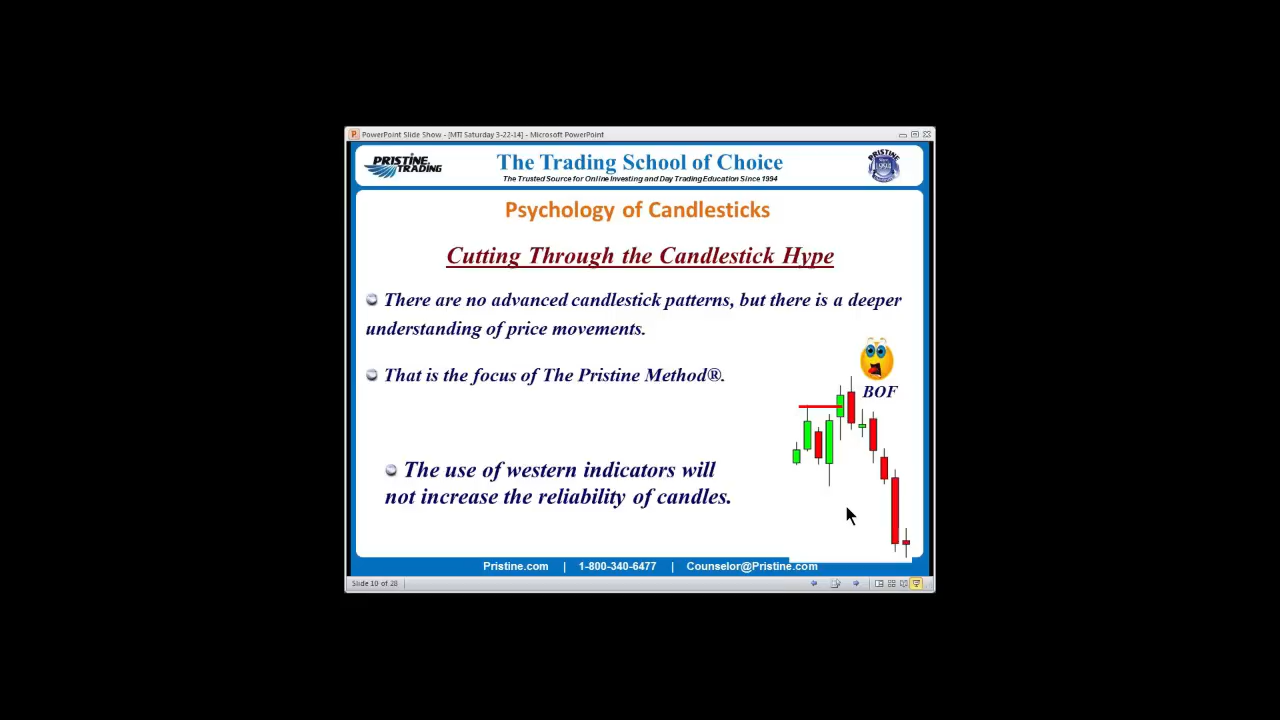 PowerPoint Slide Show - [MTI Saturday 3-22-14] - Microsoft PowerPoint
PRISTINE
TRADING
The Trading School of Choice
The Trusted Source for Online Investing and Day Trading Education Since 1994
PRISTINE
Psychology of Candlesticks
Cutting Through the Candlestick Hype
There are no advanced candlestick patterns, but there is a deeper
understanding of price movements.
That is the focus of The Pristine Method®.
BOF
The use of western indicators will
not increase the reliability of candles.
Pristine.com | 1-800-340-6477 | Counselor@Pristine.com
Slide 10 of 28